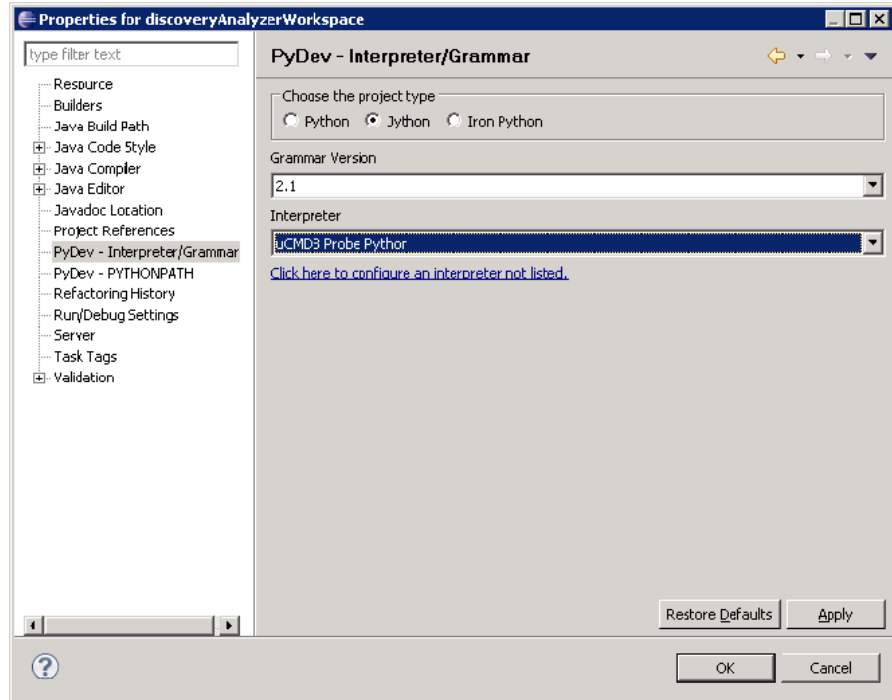 Properties for discoveryAnalyzerWorkspace
type filter text
PyDev - Interpreter/Grammar
Resource
Builders
Java Build Path
Java Code Style
Java Compiler
Java Editor
Javadoc Location
Project References
PyDev - Interpreter/Grammar
PyDev - PYTHONPATH
Refactoring History
Run/Debug Settings
Server
Task Tags
Validation
Choose the project type
Python Jython Iron Python
Grammar Version
2.1
Interpreter
uCMD3 Probe Pythor
Click here to configure an interpreter not listed.
Restore Defaults Apply
OK Cancel